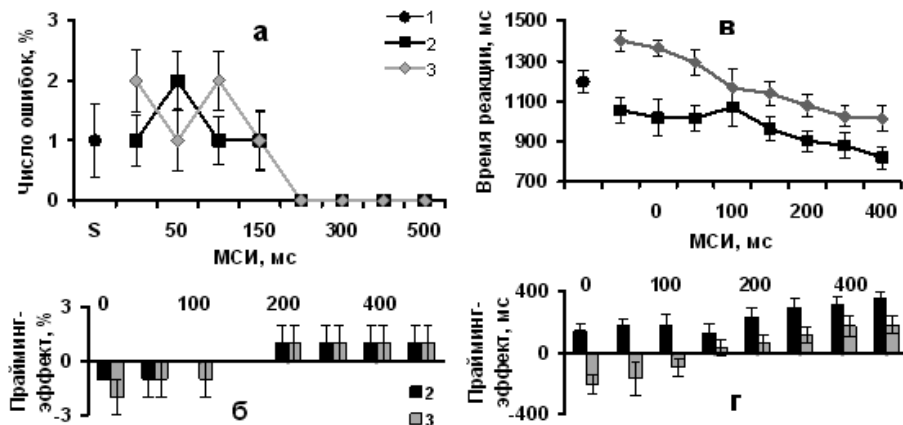 а
1
2
3
Число ошибок, %
3
2
1
0
S 50 150 300 500
МСИ, мс
в
Время реакции, мс
1500
1300
1100
900
700
0 100 200 400
МСИ, мс
Прайминг-
эффект, %
3
0
-3
0 100 200 400
б
2
3
Прайминг-
эффект, мс
400
0
-400
0 100 200 400
г